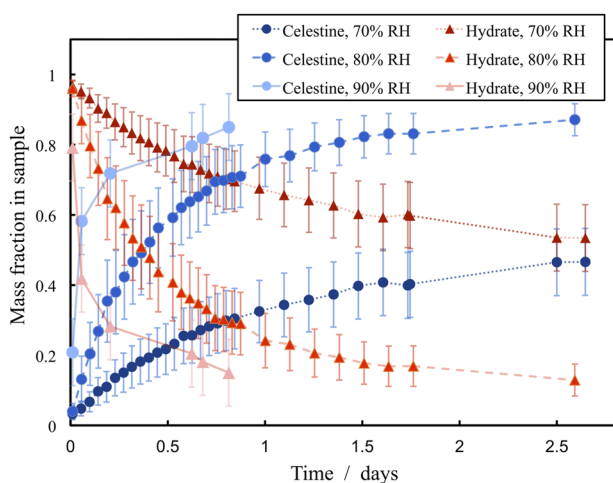 Celestine, 70% RH Hydrate, 70% RH
Celestine, 80% RH Hydrate, 80% RH
Celestine, 90% RH Hydrate, 90% RH
Mass fraction in sample
1
0.8
0.6
0.4
0.2
0
0 0.5 1 1.5 2 2.5
Time / days